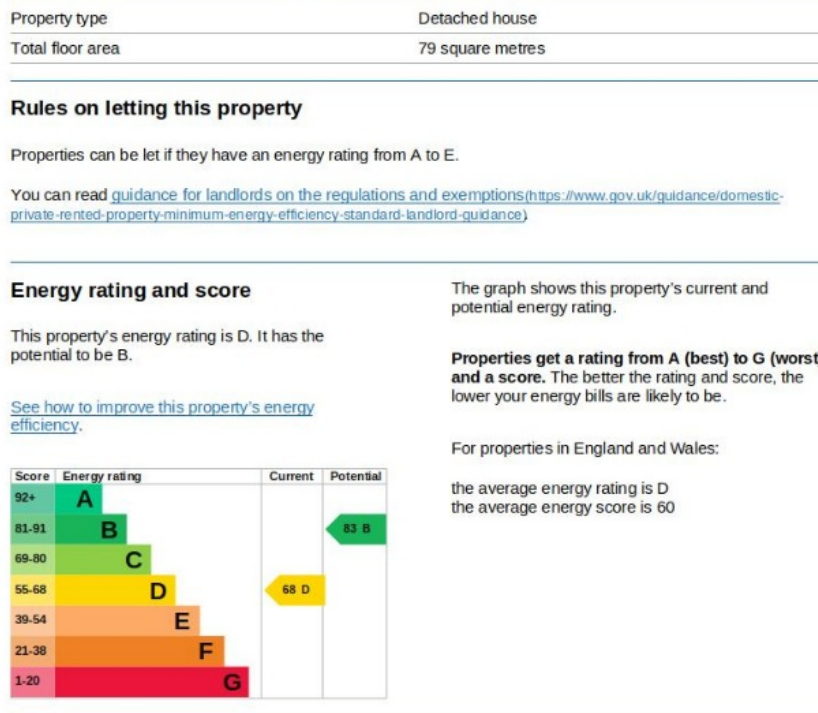 Property type Detached house
Total floor area 79 square metres
Rules on letting this property
Properties can be let if they have an energy rating from A to E.
You can read guidance for landlords on the regulations and exemptions(https://www.gov.uk/guidance/domestic-
private-rented-property-minimum-energy-efficiency-standard-landlord-guidance)
Energy rating and score
This property's energy rating is D. It has the
potential to be B.
See how to improve this property's energy
efficiency.
Score Energy rating Current Potential
92+ A
81-91 B 83 B
69-80 C
55-68 D 68 D
39-54 E
21-38 F
1-20 G
The graph shows this property's current and
potential energy rating.
Properties get a rating from A (best) to G (worst
and a score. The better the rating and score, the
lower your energy bills are likely to be.
For properties in England and Wales:
the average energy rating is D
the average energy score is 60